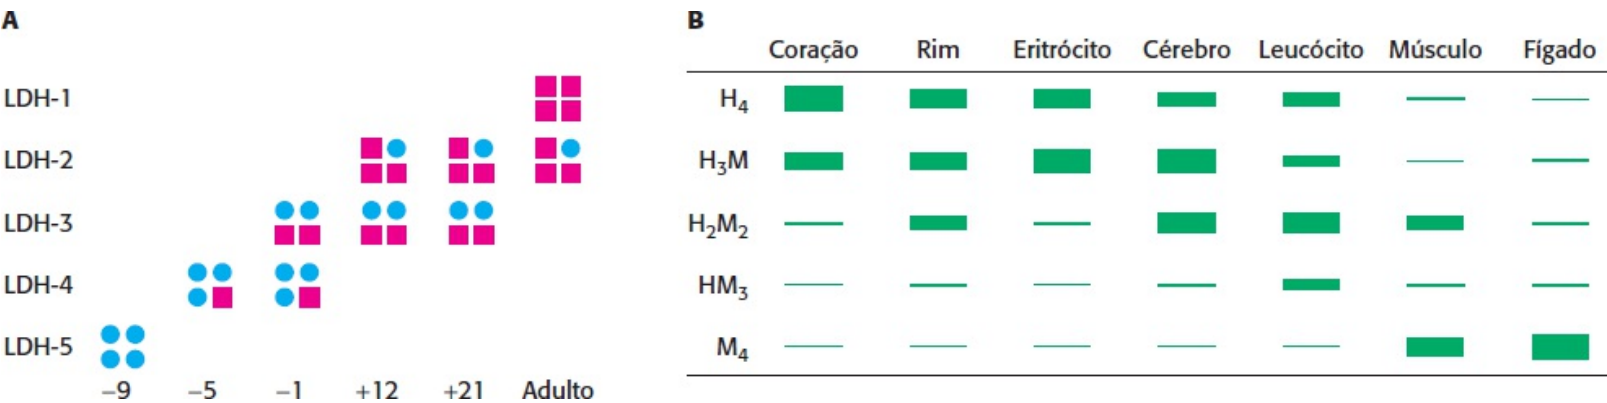 A
LDH-1
LDH-2
LDH-3
LDH-4
LDH-5
−9 −5 −1 +12 +21 Adulto
B
Coração Rim Eritrócito Cérebro Leucócito Músculo Fígado
H₄
H₃M
H₂M₂
HM₃
M₄